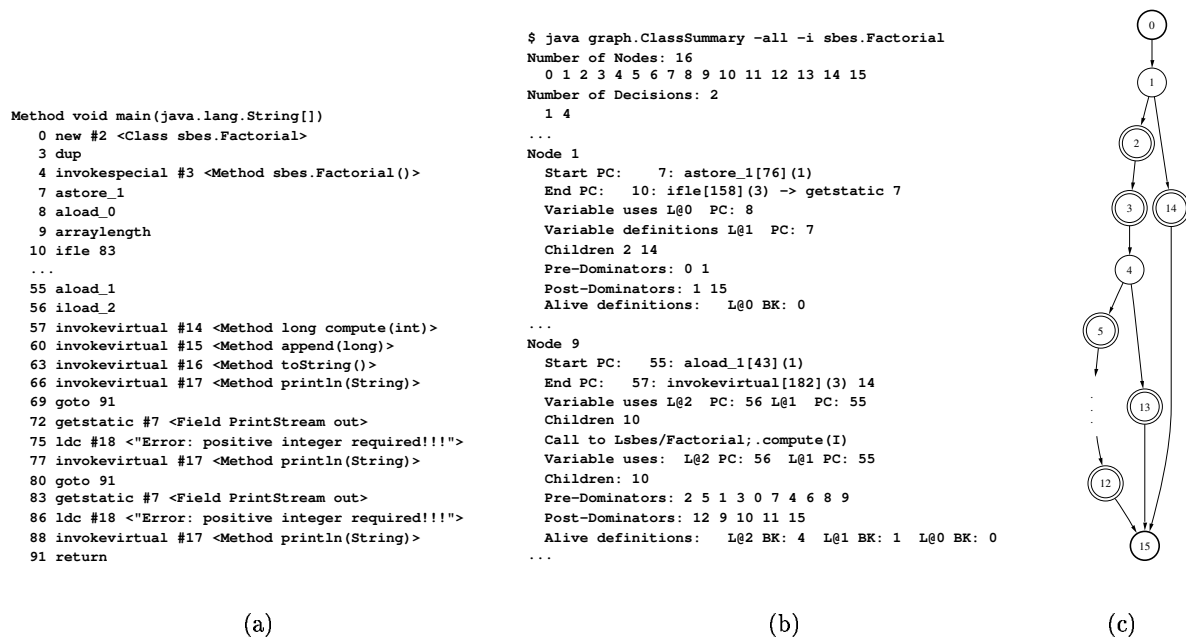 Method void main(java.lang.String[])
0 new #2 <Class sbes.Factorial>
3 dup
4 invokespecial #3 <Method sbes.Factorial()>
7 astore_1
8 aload_0
9 arraylength
10 ifle 83
...
55 aload_1
56 iload_2
57 invokevirtual #14 <Method long compute(int)>
60 invokevirtual #15 <Method append(long)>
63 invokevirtual #16 <Method toString()>
66 invokevirtual #17 <Method println(String)>
69 goto 91
72 getstatic #7 <Field PrintStream out>
75 ldc #18 <"Error: positive integer required!!!">
77 invokevirtual #17 <Method println(String)>
80 goto 91
83 getstatic #7 <Field PrintStream out>
86 ldc #18 <"Error: positive integer required!!!">
88 invokevirtual #17 <Method println(String)>
91 return
(a)
$ java graph.ClassSummary -all -i sbes.Factorial
Number of Nodes: 16
0 1 2 3 4 5 6 7 8 9 10 11 12 13 14 15
Number of Decisions: 2
1 4
...
Node 1
Start PC: 7: astore_1[76](1)
End PC: 10: ifle[158](3) -> getstatic 7
Variable uses L@0 PC: 8
Variable definitions L@1 PC: 7
Children 2 14
Pre-Dominators: 0 1
Post-Dominators: 1 15
Alive definitions: L@0 BK: 0
...
Node 9
Start PC: 55: aload_1[43](1)
End PC: 57: invokevirtual[182](3) 14
Variable uses L@2 PC: 56 L@1 PC: 55
Children 10
Call to Lsbes/Factorial;.compute(I)
Variable uses: L@2 PC: 56 L@1 PC: 55
Children: 10
Pre-Dominators: 2 5 1 3 0 7 4 6 8 9
Post-Dominators: 12 9 10 11 15
Alive definitions: L@2 BK: 4 L@1 BK: 1 L@0 BK: 0
...
(b)
0
1
2
3
14
4
5
.
.
.
13
12
15
(c)